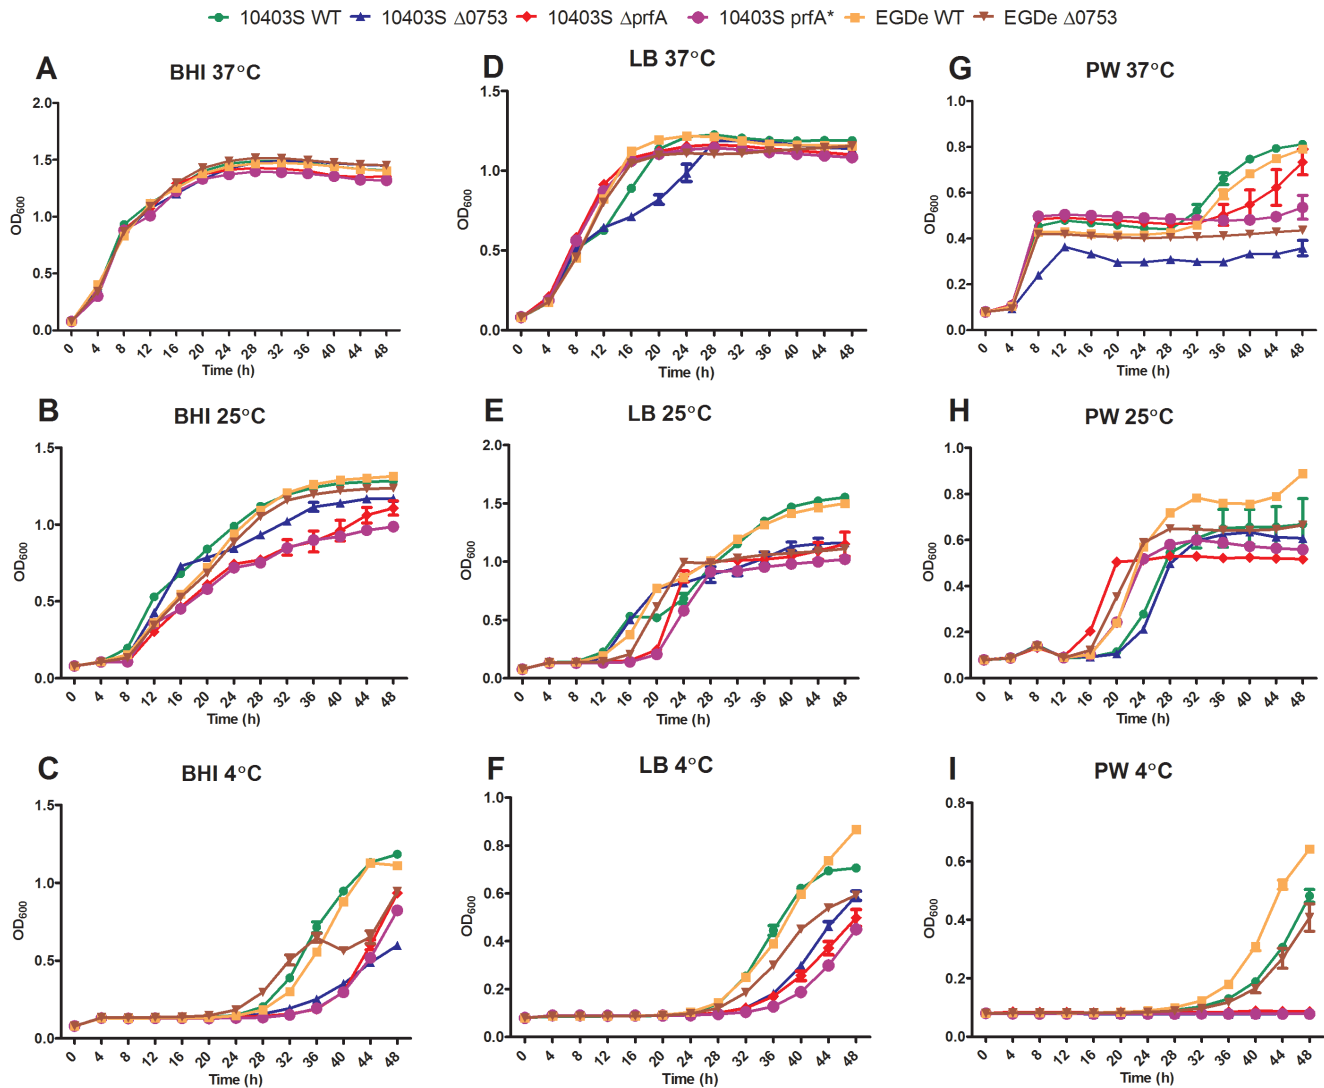 10403S WT 10403S Δ0753 10403S ΔprfA 10403S prfA* EGDe WT EGDe Δ0753
A
BHI 37°C
OD600
2.0
1.5
1.0
0.5
0.0
0 4 8 12 16 20 24 28 32 36 40 44 48
Time (h)
D
LB 37°C
OD600
1.5
1.0
0.5
0.0
0 4 8 12 16 20 24 28 32 36 40 44 48
Time (h)
G
PW 37°C
OD600
1.0
0.8
0.6
0.4
0.2
0.0
0 4 8 12 16 20 24 28 32 36 40 44 48
Time (h)
B
BHI 25°C
OD600
1.5
1.0
0.5
0.0
0 4 8 12 16 20 24 28 32 36 40 44 48
Time (h)
E
LB 25°C
OD600
2.0
1.5
1.0
0.5
0.0
0 4 8 12 16 20 24 28 32 36 40 44 48
Time (h)
H
PW 25°C
OD600
1.0
0.8
0.6
0.4
0.2
0.0
0 4 8 12 16 20 24 28 32 36 40 44 48
Time (h)
C
BHI 4°C
OD600
1.5
1.0
0.5
0.0
0 4 8 12 16 20 24 28 32 36 40 44 48
Time (h)
F
LB 4°C
OD600
1.0
0.8
0.6
0.4
0.2
0.0
0 4 8 12 16 20 24 28 32 36 40 44 48
Time (h)
I
PW 4°C
OD600
0.8
0.6
0.4
0.2
0.0
0 4 8 12 16 20 24 28 32 36 40 44 48
Time (h)